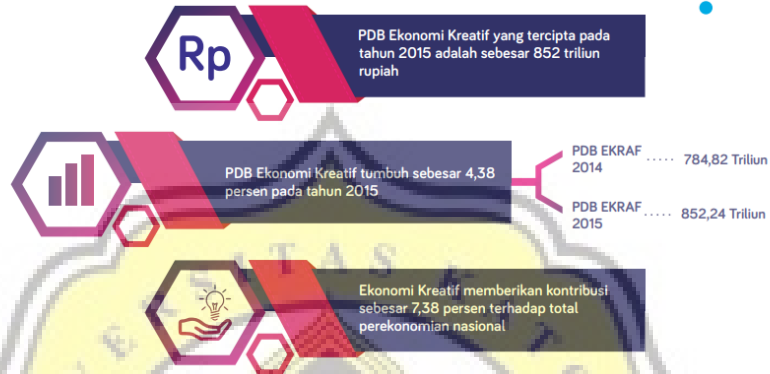 Rp
PDB Ekonomi Kreatif yang tercipta pada
tahun 2015 adalah sebesar 852 triliun
rupiah
PDB Ekonomi Kreatif tumbuh sebesar 4,38
persen pada tahun 2015
PDB EKRAF
2014 ..... 784,82 Triliun
PDB EKRAF
2015 ..... 852,24 Triliun
Ekonomi Kreatif memberikan kontribusi
sebesar 7,38 persen terhadap total
perekonomian nasional